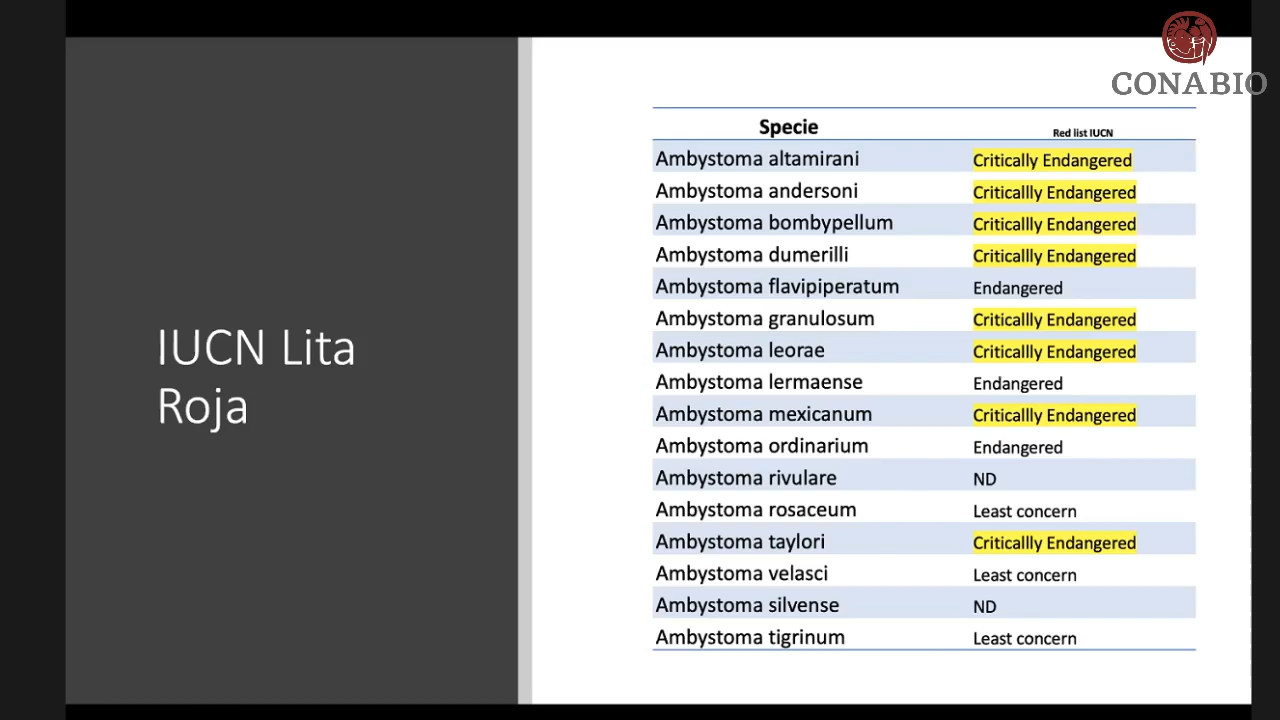 CONABIO
IUCN Lita
Roja
Specie Red list IUCN
Ambystoma altamirani Critically Endangered
Ambystoma andersoni Criticallly Endangered
Ambystoma bombypellum Criticallly Endangered
Ambystoma dumerilli Criticallly Endangered
Ambystoma flavipiperatum Endangered
Ambystoma granulosum Criticallly Endangered
Ambystoma leorae Criticallly Endangered
Ambystoma lermaense Endangered
Ambystoma mexicanum Criticallly Endangered
Ambystoma ordinarium Endangered
Ambystoma rivulare ND
Ambystoma rosaceum Least concern
Ambystoma taylori Criticallly Endangered
Ambystoma velasci Least concern
Ambystoma silvense ND
Ambystoma tigrinum Least concern